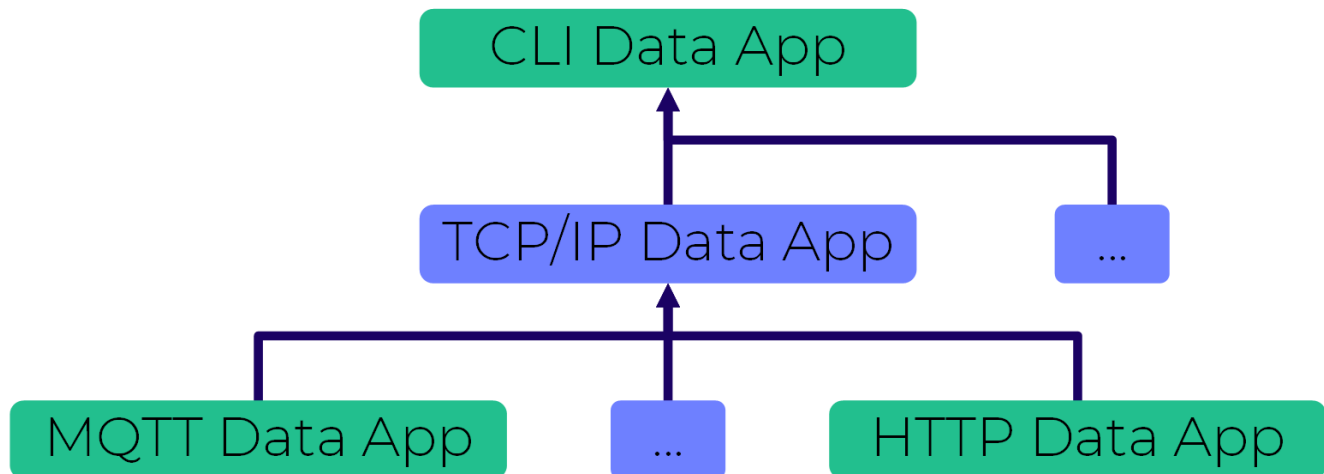 CLI Data App
TCP/IP Data App
...
MQTT Data App
...
HTTP Data App